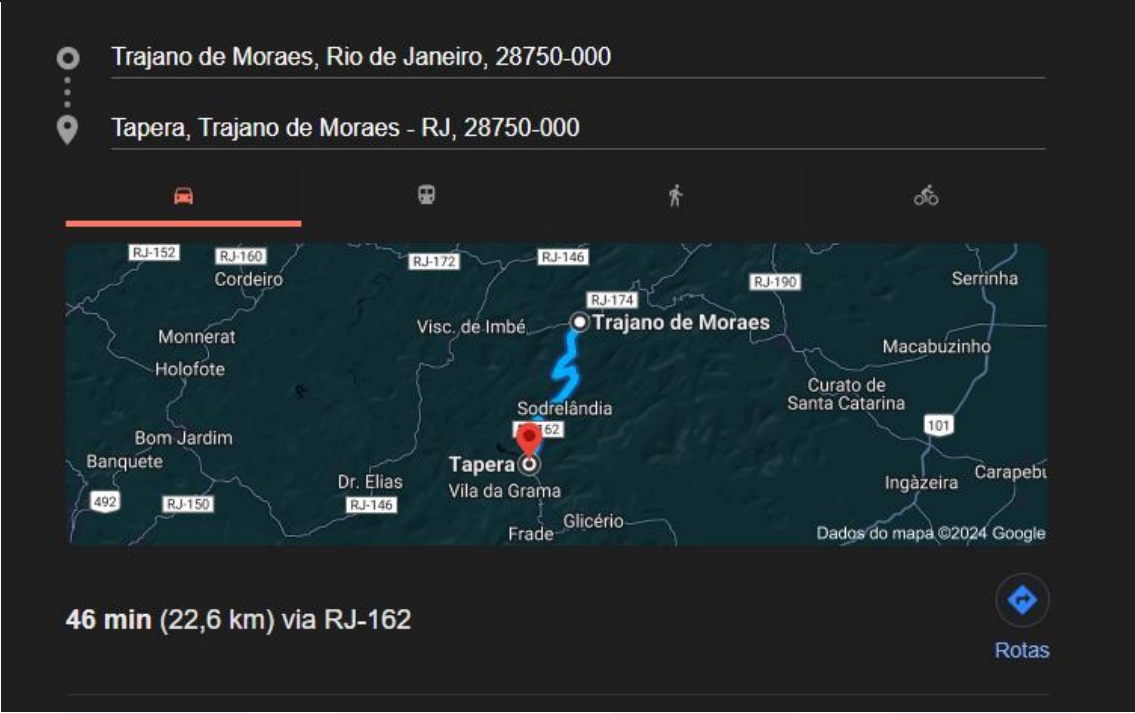 Trajano de Moraes, Rio de Janeiro, 28750-000
Tapera, Trajano de Moraes - RJ, 28750-000
RJ-152
RJ-160
RJ-172
RJ-146
Cordeiro
RJ-190
Serrinha
RJ-174
Visc. de Imbé
Trajano de Moraes
Monnerat
Macabuzinho
Holofote
Curato de
Santa Catarina
Sodrelândia
101
62
Bom Jardim
Banquete
Tapera
Carapebu
Dr. Elias
Ingàzeira
Vila da Grama
492
RJ-150
RJ-146
Glicério
Frade
Dados do mapa ©2024 Google
46 min (22,6 km) via RJ-162
Rotas